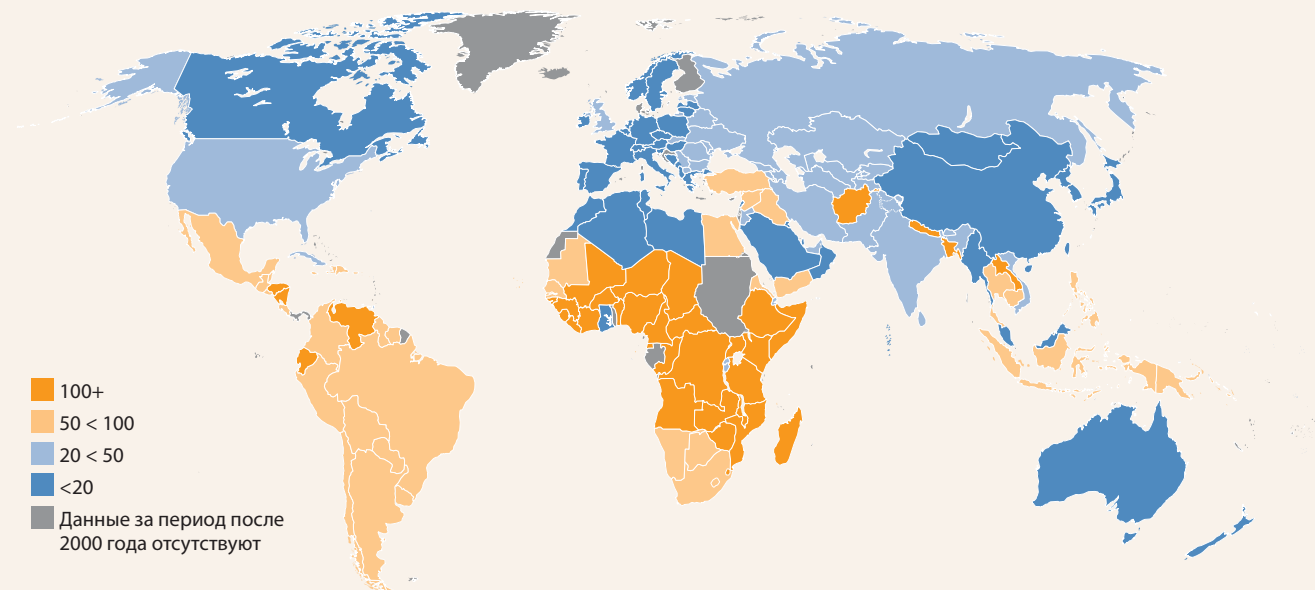 100+
50 < 100
20 < 50
<20
Данные за период после
2000 года отсутствуют